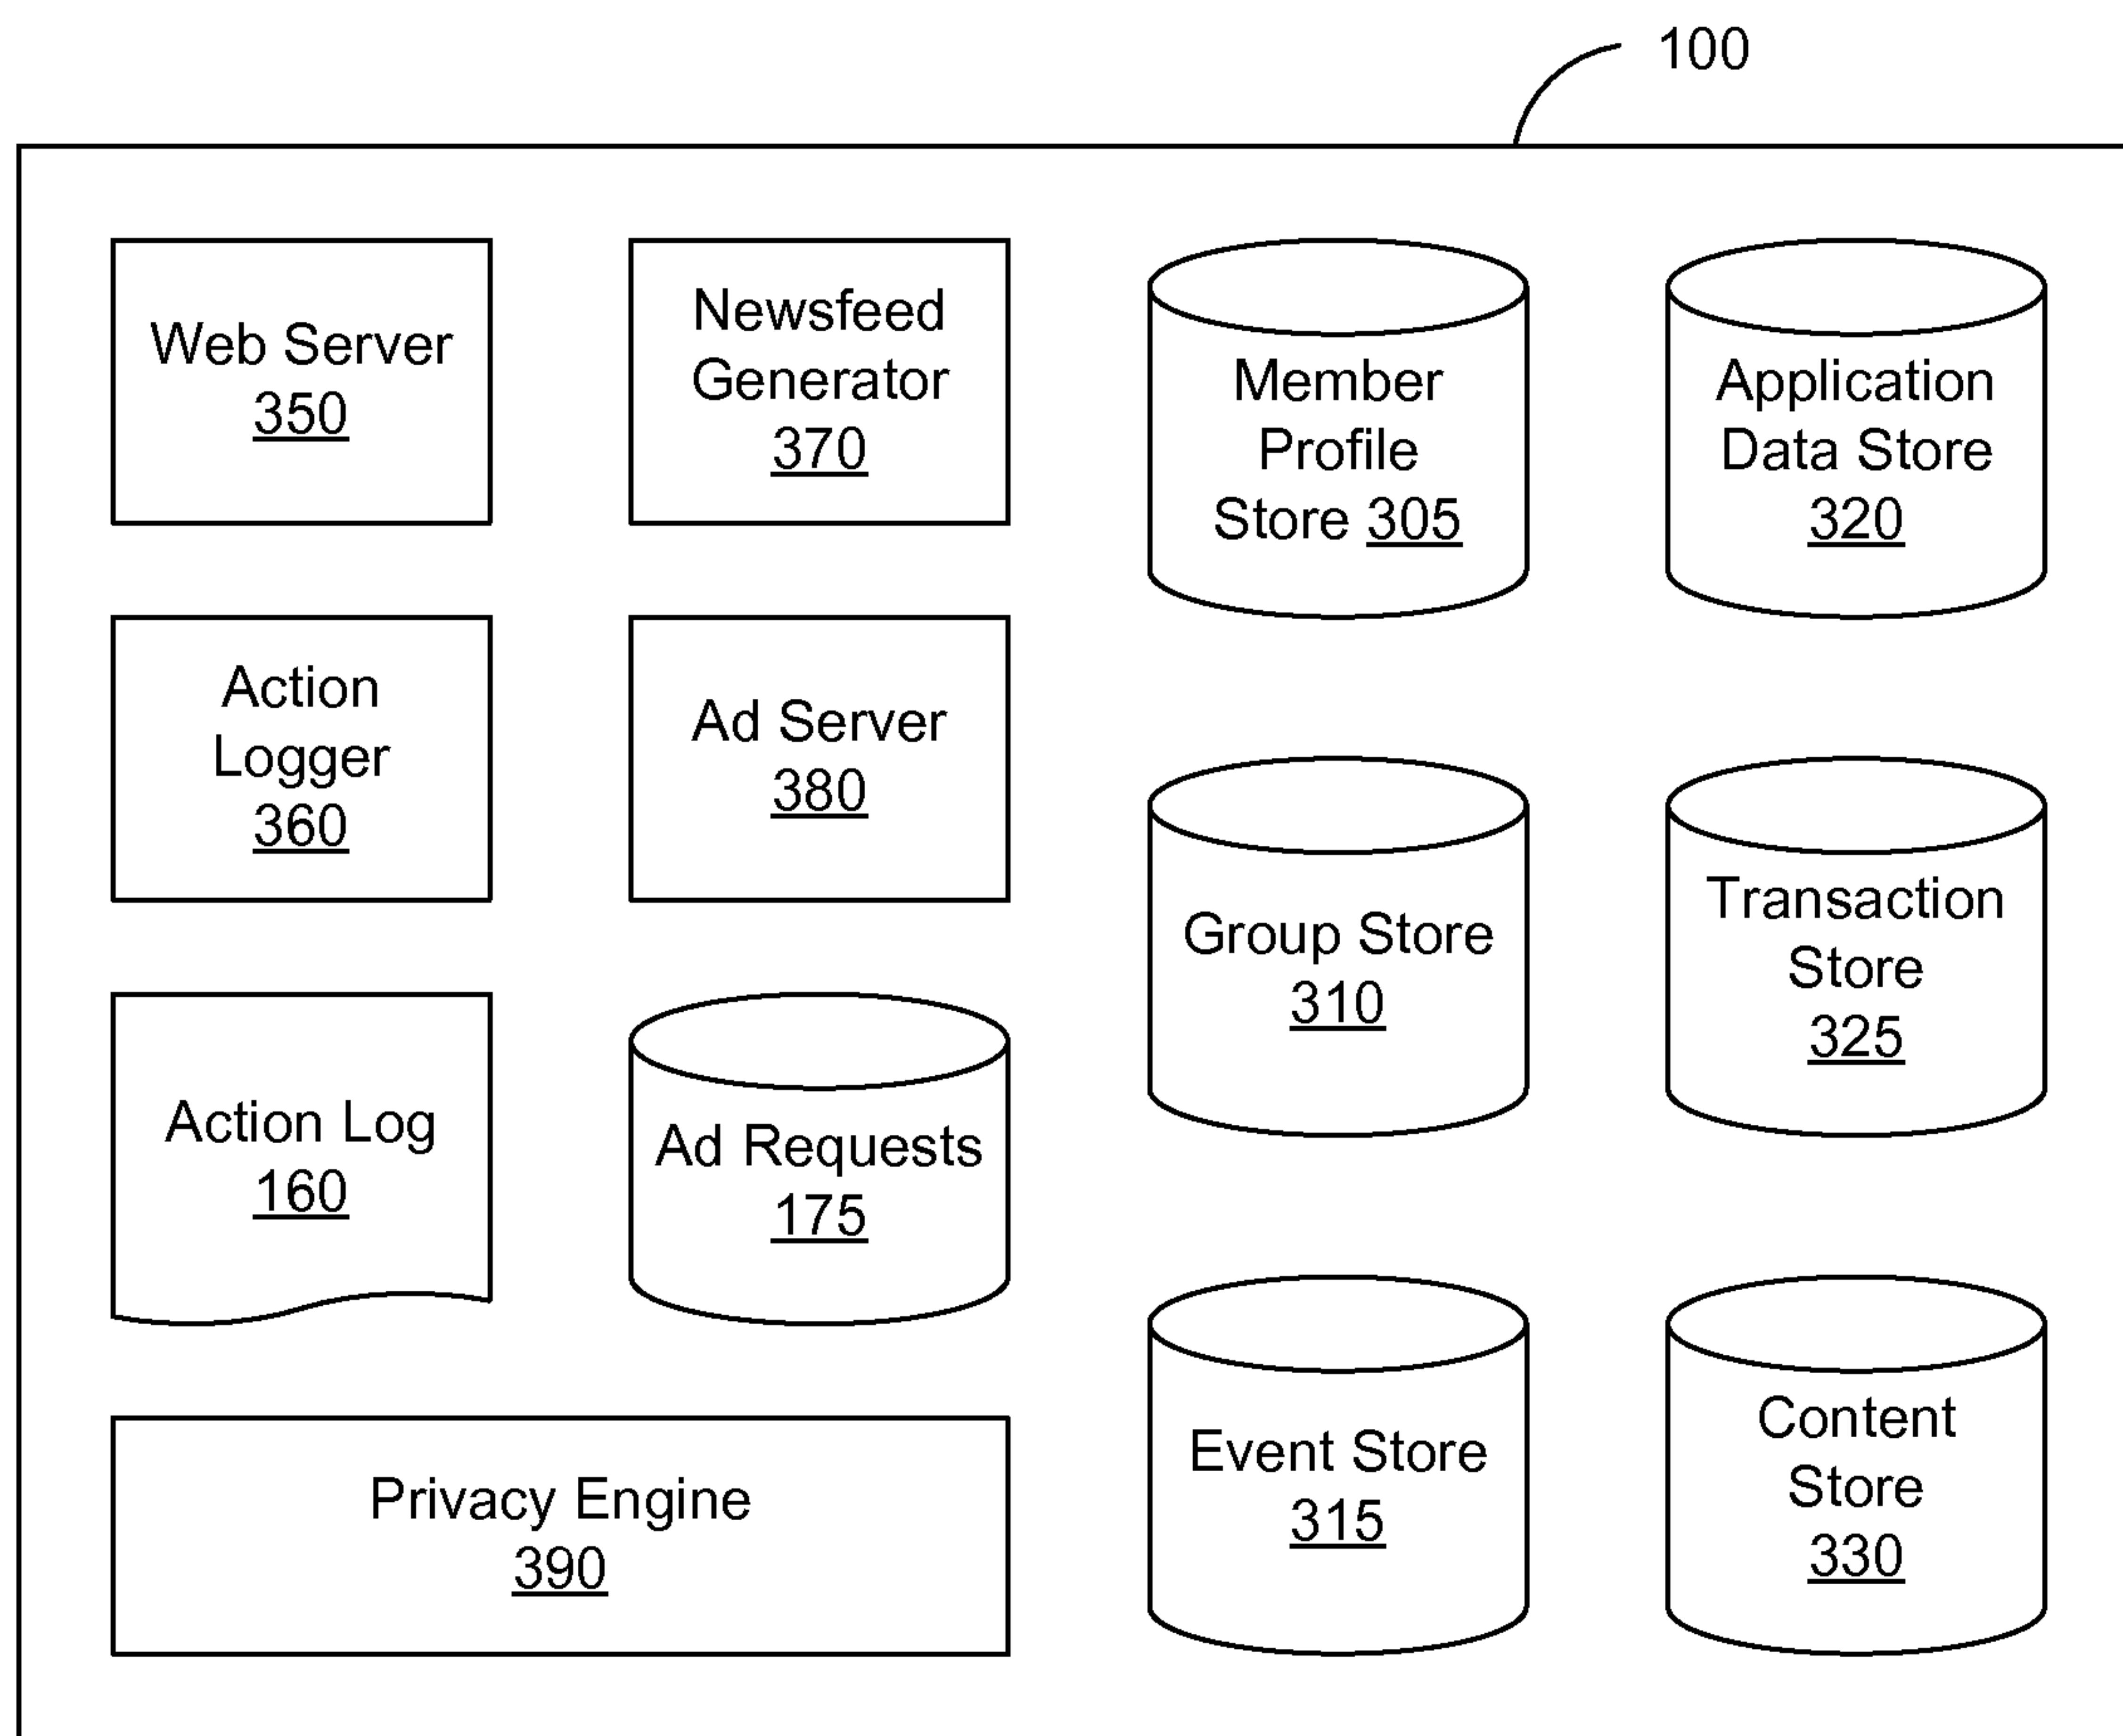 100
Web Server
350
Newsfeed
Generator
370
Member
Profile
Store 305
Application
Data Store
320
Action
Logger
360
Ad Server
380
Group Store
310
Transaction
Store
325
Action Log
160
Ad Requests
175
Event Store
315
Content
Store
330
Privacy Engine
390